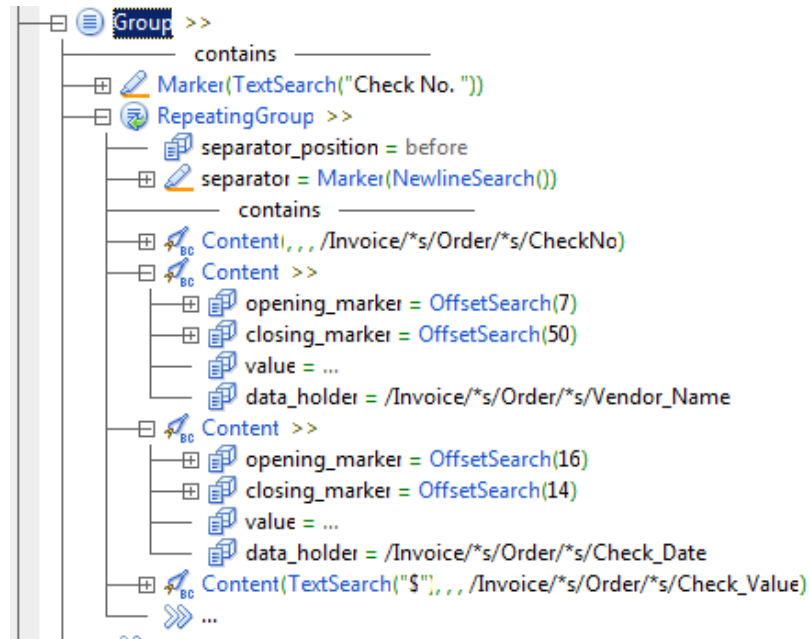 Group >>
contains
Marker(TextSearch("Check No. "))
RepeatingGroup >>
separator_position = before
separator = Marker(NewlineSearch())
contains
Content(, , , /Invoice/*s/Order/*s/CheckNo)
Content >>
opening_marker = OffsetSearch(7)
closing_marker = OffsetSearch(50)
value = ...
data_holder = /Invoice/*s/Order/*s/Vendor_Name
Content >>
opening_marker = OffsetSearch(16)
closing_marker = OffsetSearch(14)
value = ...
data_holder = /Invoice/*s/Order/*s/Check_Date
Content(TextSearch("$"), , , /Invoice/*s/Order/*s/Check_Value)
...